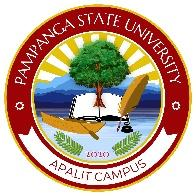 PAMPANGA STATE UNIVERSITY
2020
APALIT CAMPUS